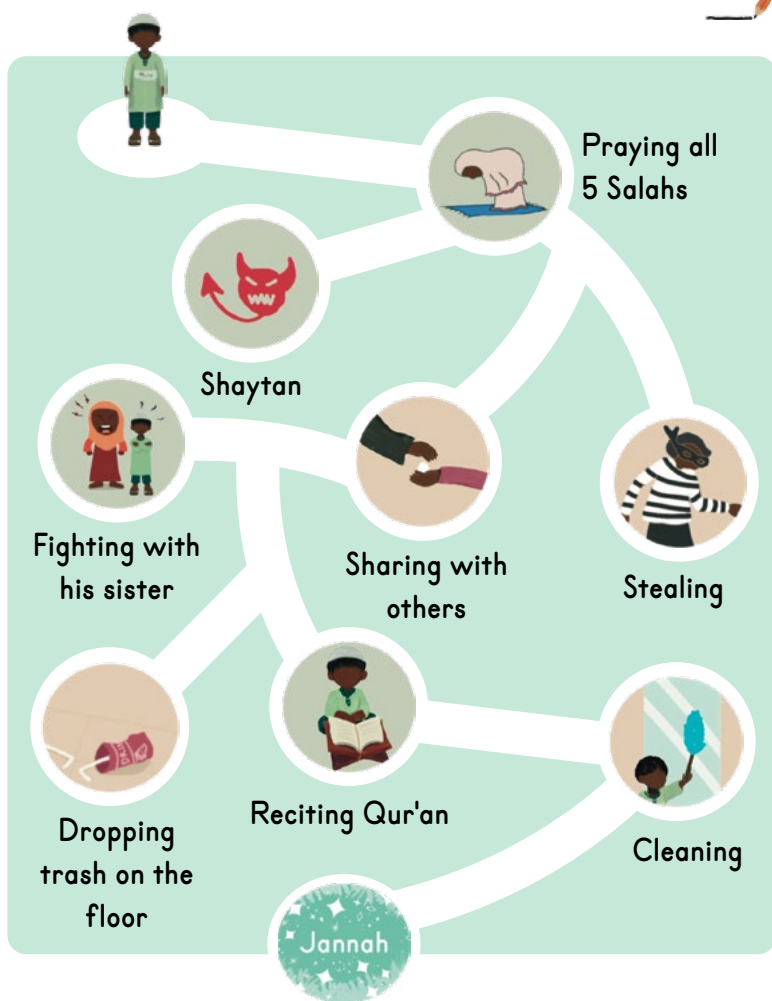 Praying all
5 Salahs
Shaytan
Fighting with
his sister
Sharing with
others
Stealing
Dropping
trash on the
floor
Reciting Qur'an
Cleaning
Jannah